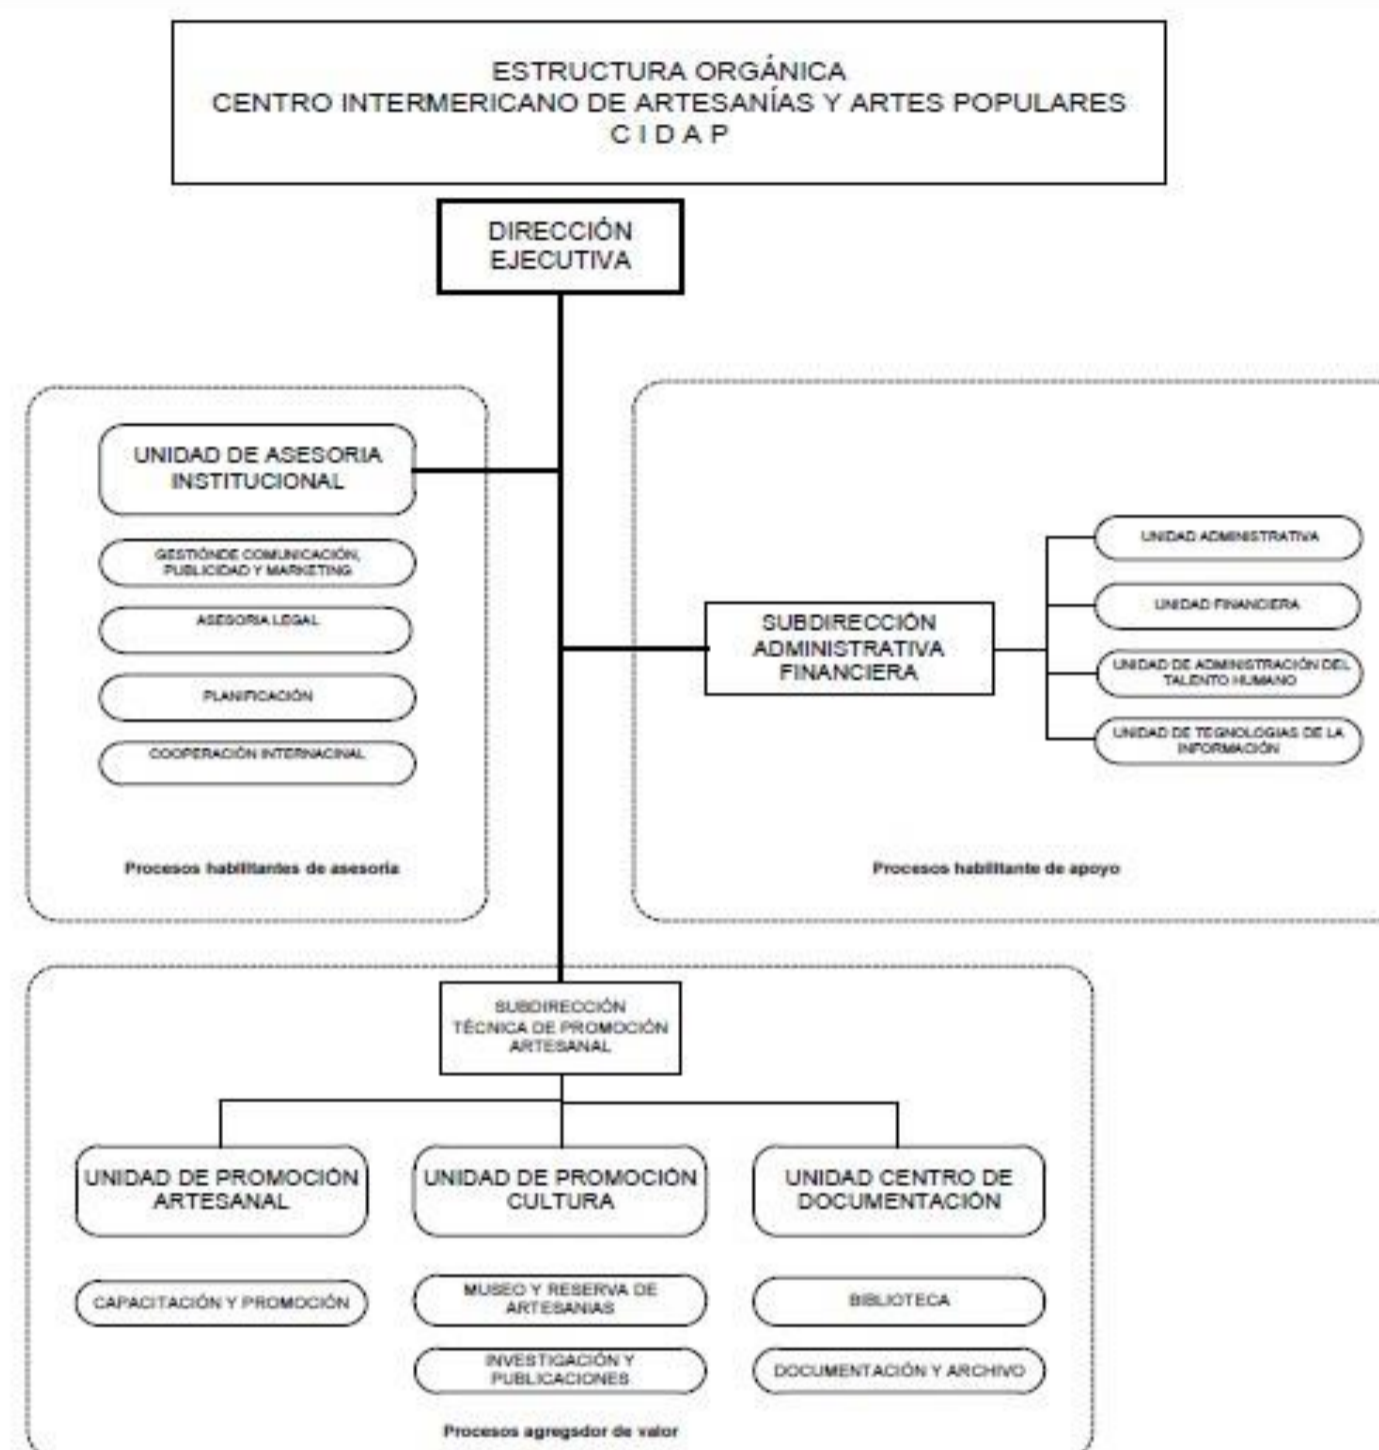 ESTRUCTURA ORGÁNICA
CENTRO INTERMERICANO DE ARTESANÍAS Y ARTES POPULARES
C I D A P
DIRECCIÓN
EJECUTIVA
UNIDAD DE ASESORIA
INSTITUCIONAL
GESTIÓNDE COMUNICACIÓN,
PUBLICIDAD Y MARKETING
ASESORIA LEGAL
PLANIFICACIÓN
COOPERACIÓN INTERNACINAL
Procesos habilitantes de asesoria
SUBDIRECCIÓN
ADMINISTRATIVA
FINANCIERA
UNIDAD ADMINISTRATIVA
UNIDAD FINANCIERA
UNIDAD DE ADMINISTRACIÓN DEL
TALENTO HUMANO
UNIDAD DE TEGNOLOGIAS DE LA
INFORMACIÓN
Procesos habilitante de apoyo
SUBDIRECCIÓN
TÉCNICA DE PROMOCIÓN
ARTESANAL
UNIDAD DE PROMOCIÓN
ARTESANAL
CAPACITACIÓN Y PROMOCIÓN
UNIDAD DE PROMOCIÓN
CULTURA
MUSEO Y RESERVA DE
ARTESANIAS
INVESTIGACIÓN Y
PUBLICACIONES
UNIDAD CENTRO DE
DOCUMENTACIÓN
BIBLIOTECA
DOCUMENTACIÓN Y ARCHIVO
Procesos agregsdor de valor